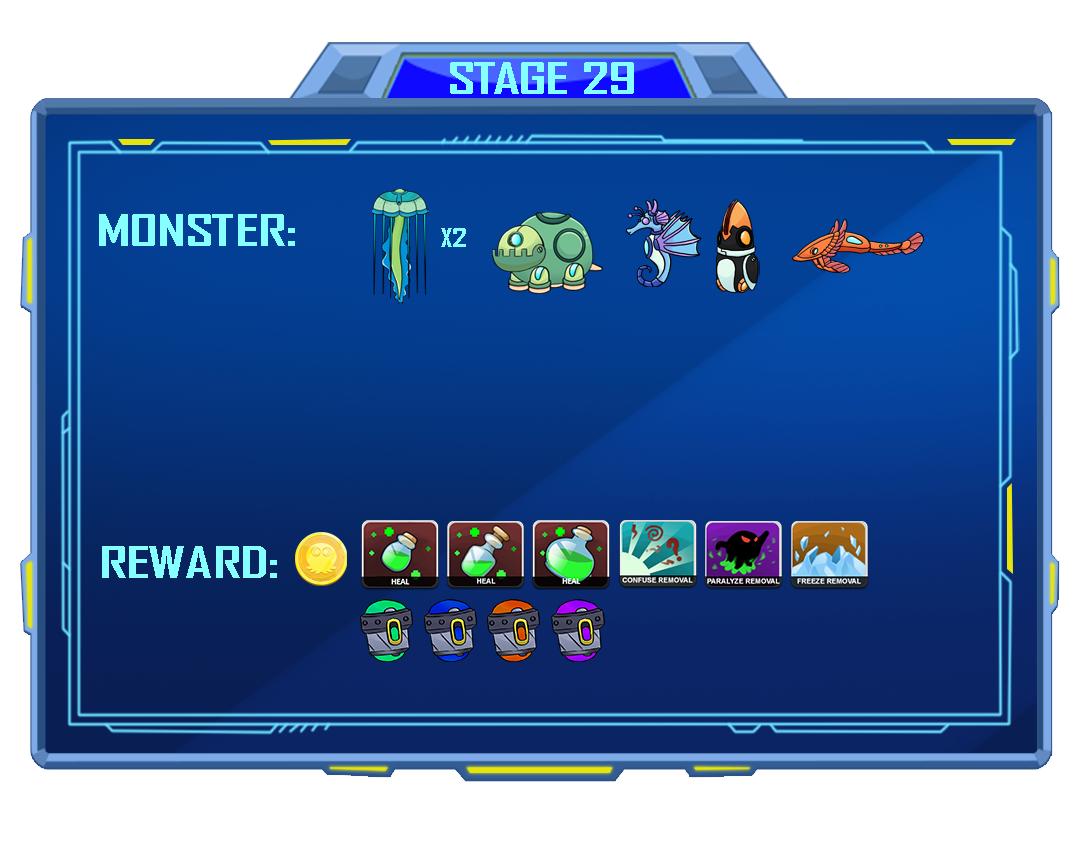 STAGE 29
MONSTER:
X2
REWARD:
HEAL
HEAL
HEAL
CONFUSE REMOVAL
PARALYZE REMOVAL
FREEZE REMOVAL